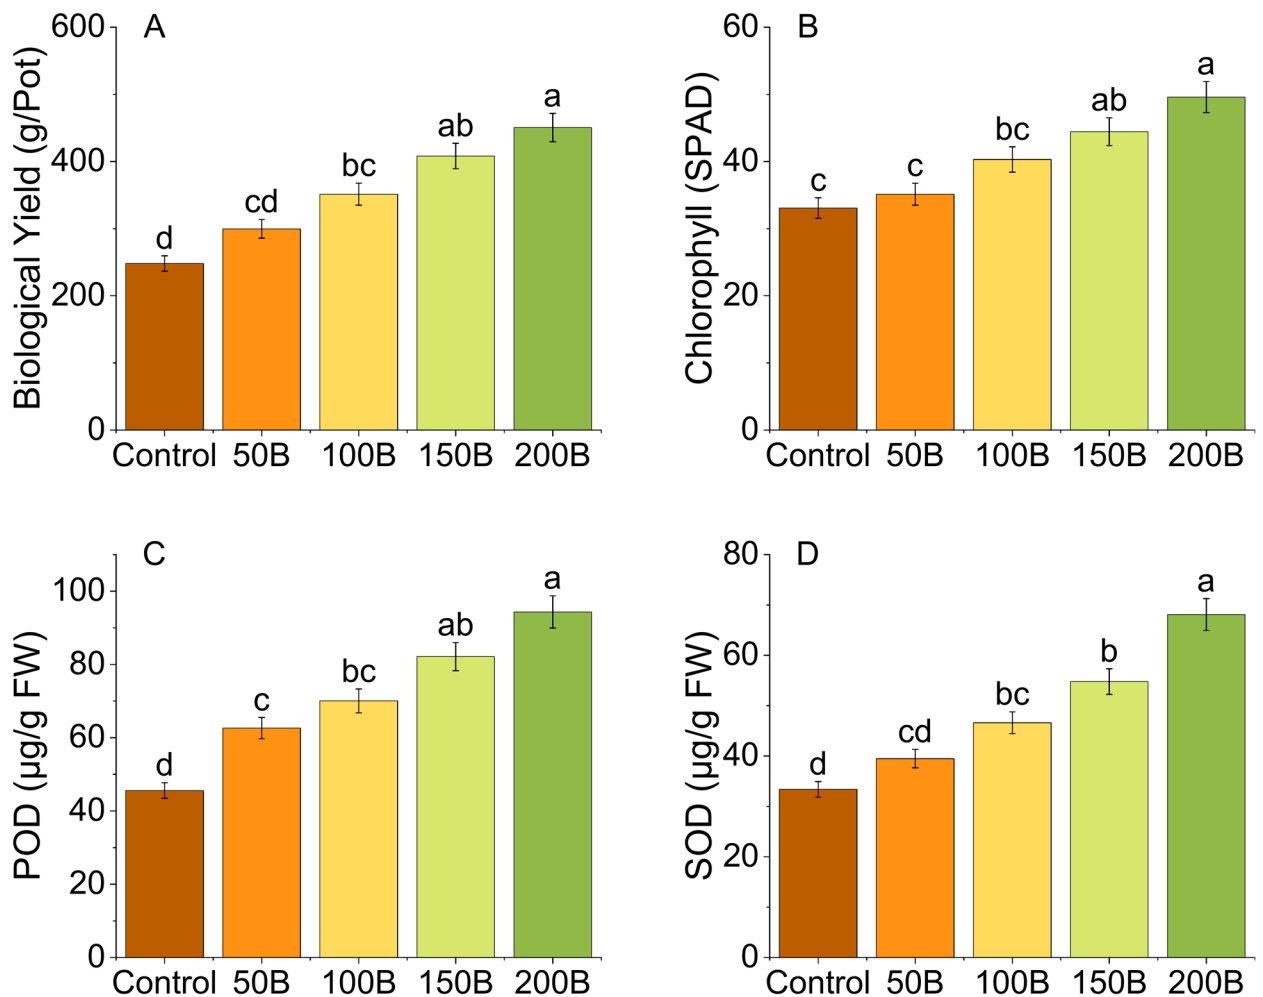 A
Biological Yield (g/Pot)
600
400
200
0
d
cd
bc
ab
a
Control 50B 100B 150B 200B
B
Chlorophyll (SPAD)
60
40
20
0
c
c
bc
ab
a
Control 50B 100B 150B 200B
C
POD (µg/g FW)
100
80
60
40
20
0
d
c
bc
ab
a
Control 50B 100B 150B 200B
D
SOD (µg/g FW)
80
60
40
20
0
d
cd
bc
b
a
Control 50B 100B 150B 200B